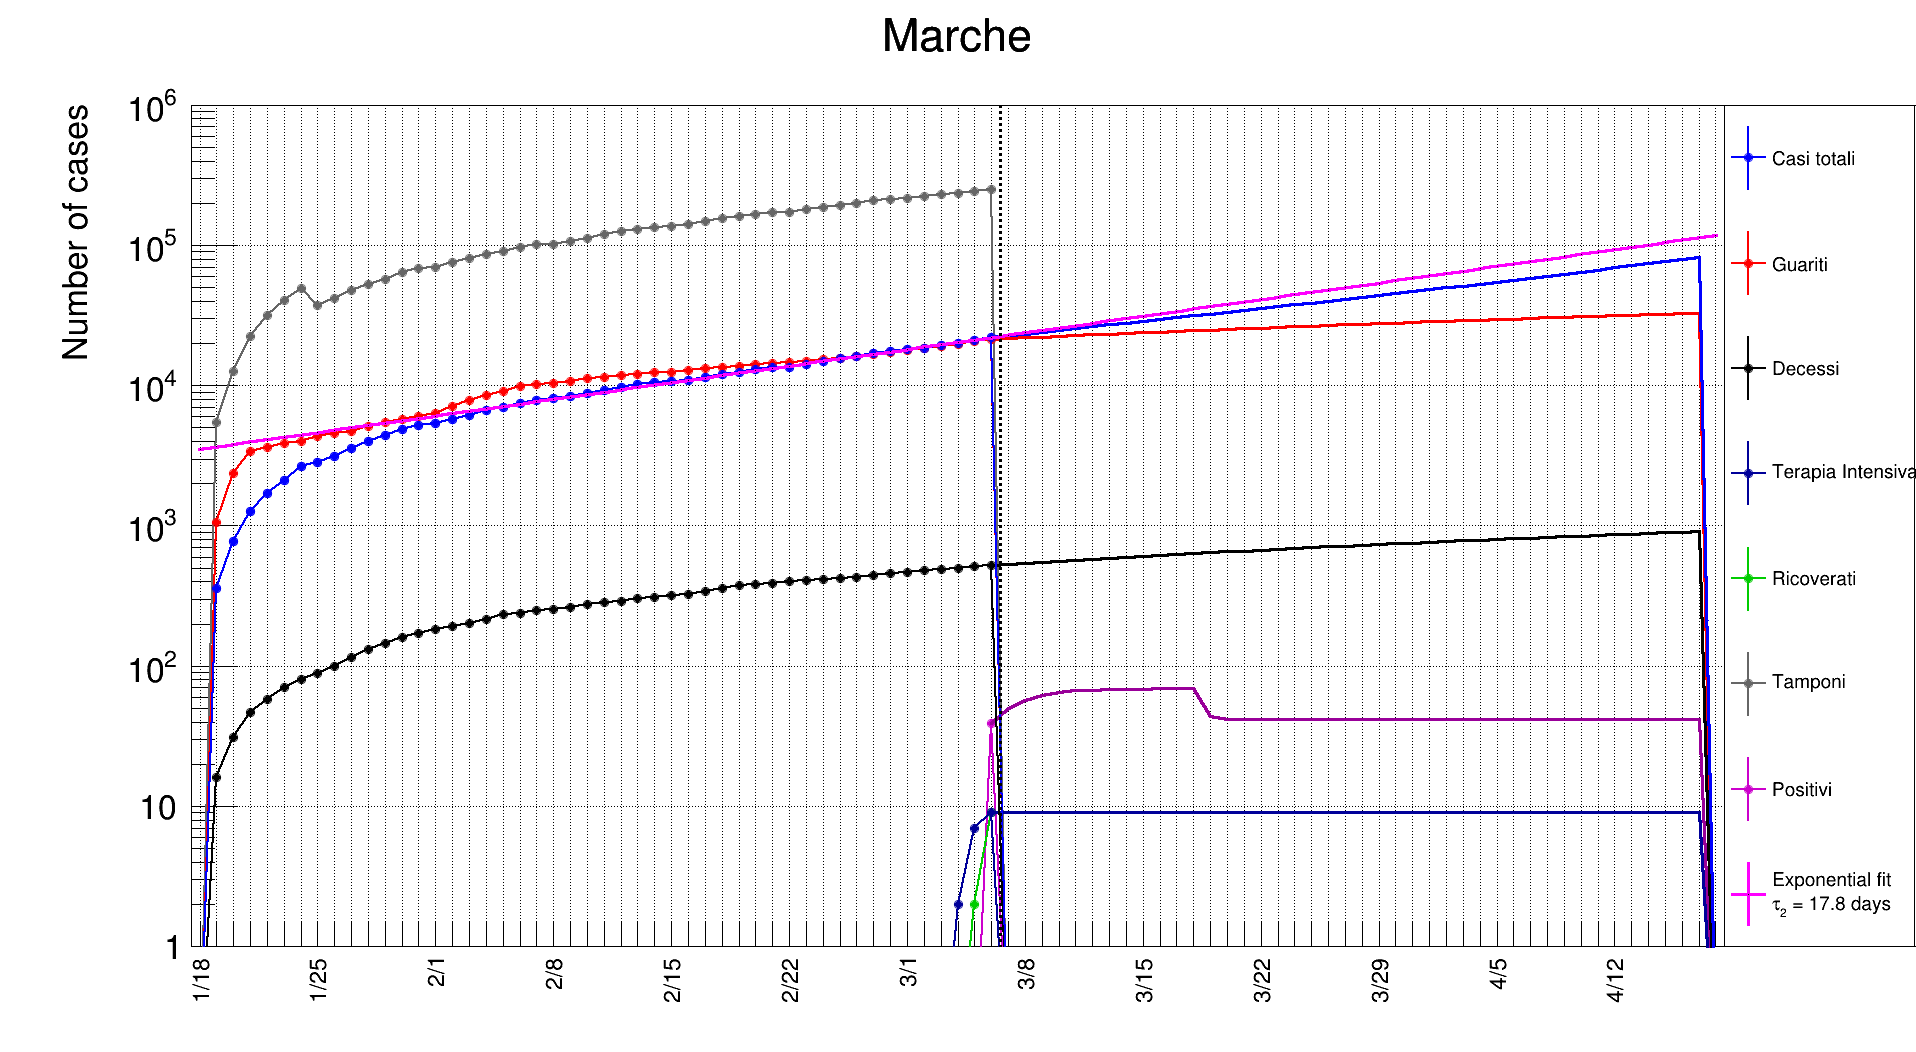 Marche
Number of cases
10^6
10^5
10^4
10^3
10^2
10
1
1/18
1/25
2/1
2/8
2/15
2/22
3/1
3/8
3/15
3/22
3/29
4/5
4/12
Casi totali
Guariti
Decessi
Terapia Intensiva
Ricoverati
Tamponi
Positivi
Exponential fit
τ₂ = 17.8 days